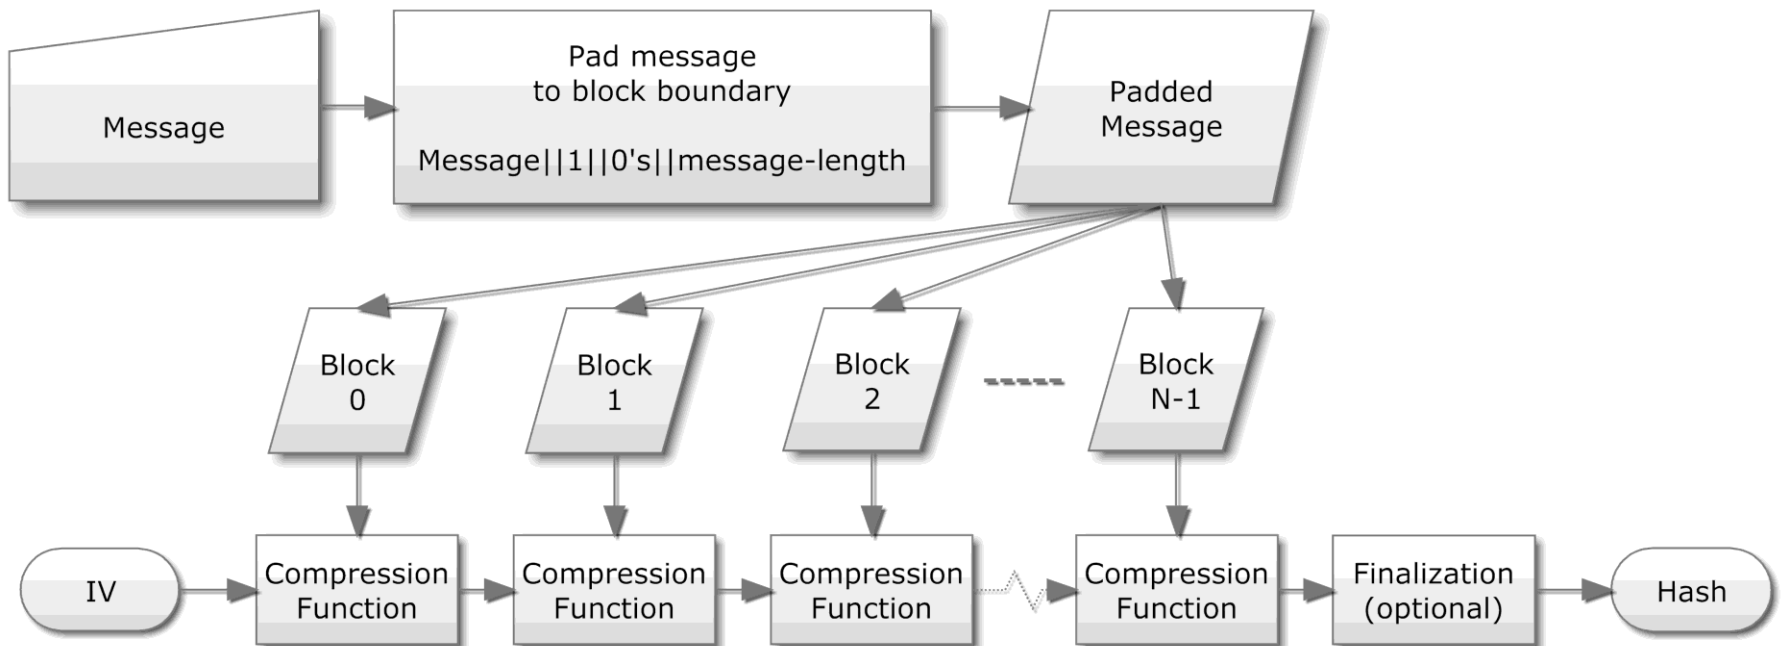 Message
Pad message
to block boundary
Message||1||0's||message-length
Padded
Message
Block
0
Block
1
Block
2
Block
N-1
IV
Compression
Function
Compression
Function
Compression
Function
Compression
Function
Finalization
(optional)
Hash